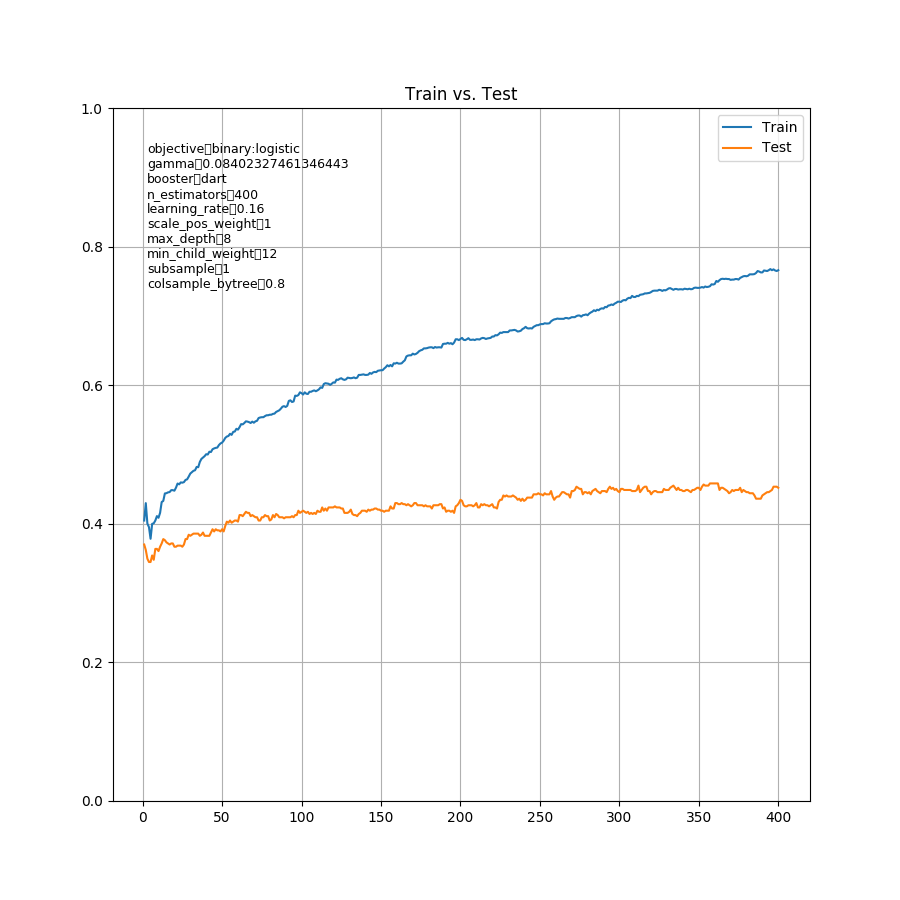 Train vs. Test
1.0
0.8
0.6
0.4
0.2
0.0
Train
Test
objective▯binary:logistic
gamma▯0.08402327461346443
booster▯dart
n_estimators▯400
learning_rate▯0.16
scale_pos_weight▯1
max_depth▯8
min_child_weight▯12
subsample▯1
colsample_bytree▯0.8
0 50 100 150 200 250 300 350 400